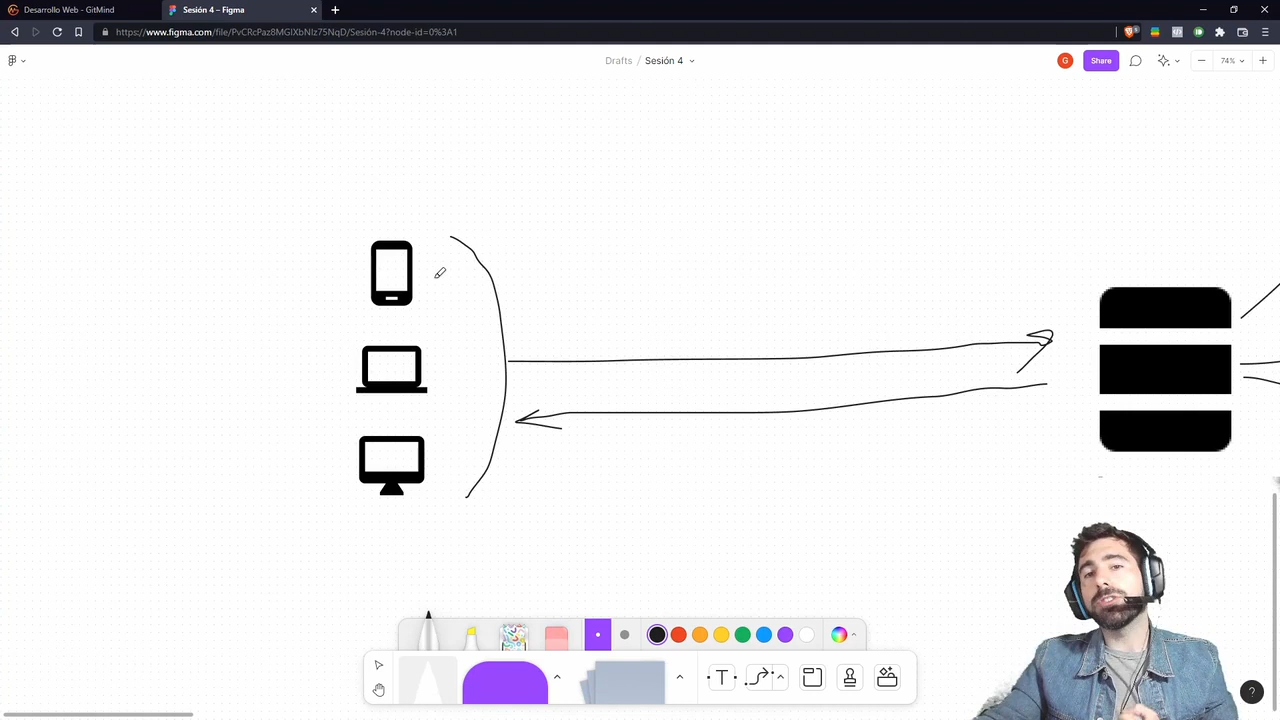 Desarrollo Web - GitMind
Sesión 4 – Figma
https://www.figma.com/file/PvCRcPaz8MGIXbNIz75NqD/Sesión-4?node-id=0%3A1
Drafts / Sesión 4
G
Share
74%
T
?